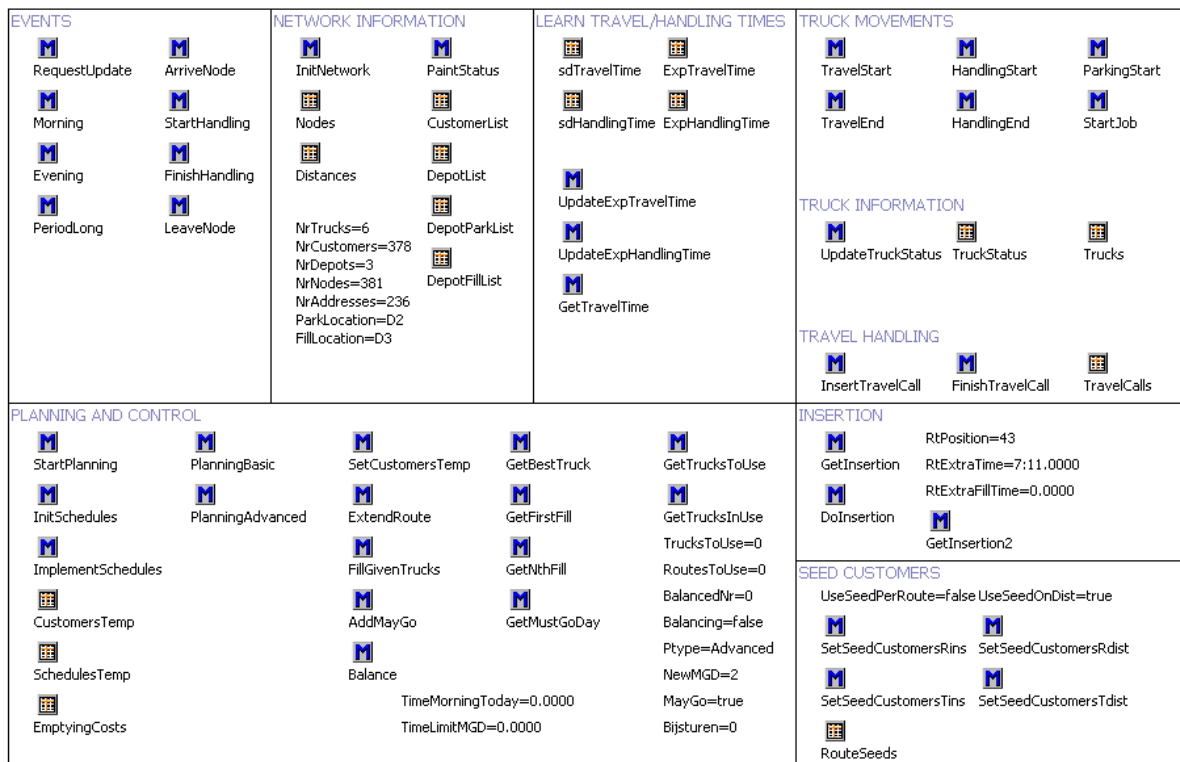 EVENTS
RequestUpdate ArriveNode
Morning StartHandling
Evening FinishHandling
PeriodLong LeaveNode
NETWORK INFORMATION
InitNetwork PaintStatus
Nodes CustomerList
Distances DepotList
DepotParkList
DepotFillList
NrTrucks=6
NrCustomers=378
NrDepots=3
NrNodes=381
NrAddresses=236
ParkLocation=D2
FillLocation=D3
LEARN TRAVEL/HANDLING TIMES
sdTravelTime ExpTravelTime
sdHandlingTime ExpHandlingTime
UpdateExpTravelTime
UpdateExpHandlingTime
GetTravelTime
TRUCK MOVEMENTS
TravelStart HandlingStart ParkingStart
TravelEnd HandlingEnd StartJob
TRUCK INFORMATION
UpdateTruckStatus TruckStatus Trucks
TRAVEL HANDLING
InsertTravelCall FinishTravelCall TravelCalls
PLANNING AND CONTROL
StartPlanning PlanningBasic SetCustomersTemp GetBestTruck GetTrucksToUse
InitSchedules PlanningAdvanced ExtendRoute GetFirstFill GetTrucksInUse
TrucksToUse=0
ImplementSchedules FillGivenTrucks GetNthFill RoutesToUse=0
BalancedNr=0
CustomersTemp AddMayGo GetMustGoDay Balancing=false
Ptype=Advanced
SchedulesTemp Balance NewMGD=2
TimeMorningToday=0.0000 MayGo=true
EmptyingCosts TimeLimitMGD=0.0000 Bijsturen=0
INSERTION
RtPosition=43
GetInsertion RtExtraTime=7:11.0000
RtExtraFillTime=0.0000
DoInsertion
GetInsertion2
SEED CUSTOMERS
UseSeedPerRoute=false UseSeedOnDist=true
SetSeedCustomersRins SetSeedCustomersRdist
SetSeedCustomersTins SetSeedCustomersTdist
RouteSeeds